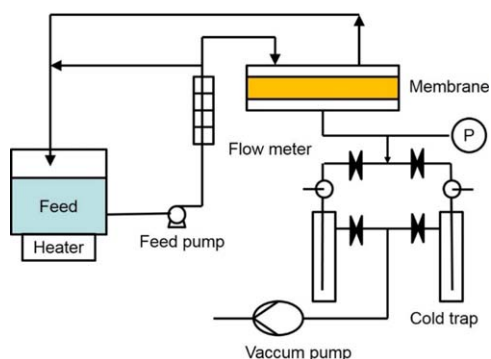 Membrane
P
Flow meter
Feed
Heater
Feed pump
Cold trap
Vaccum pump